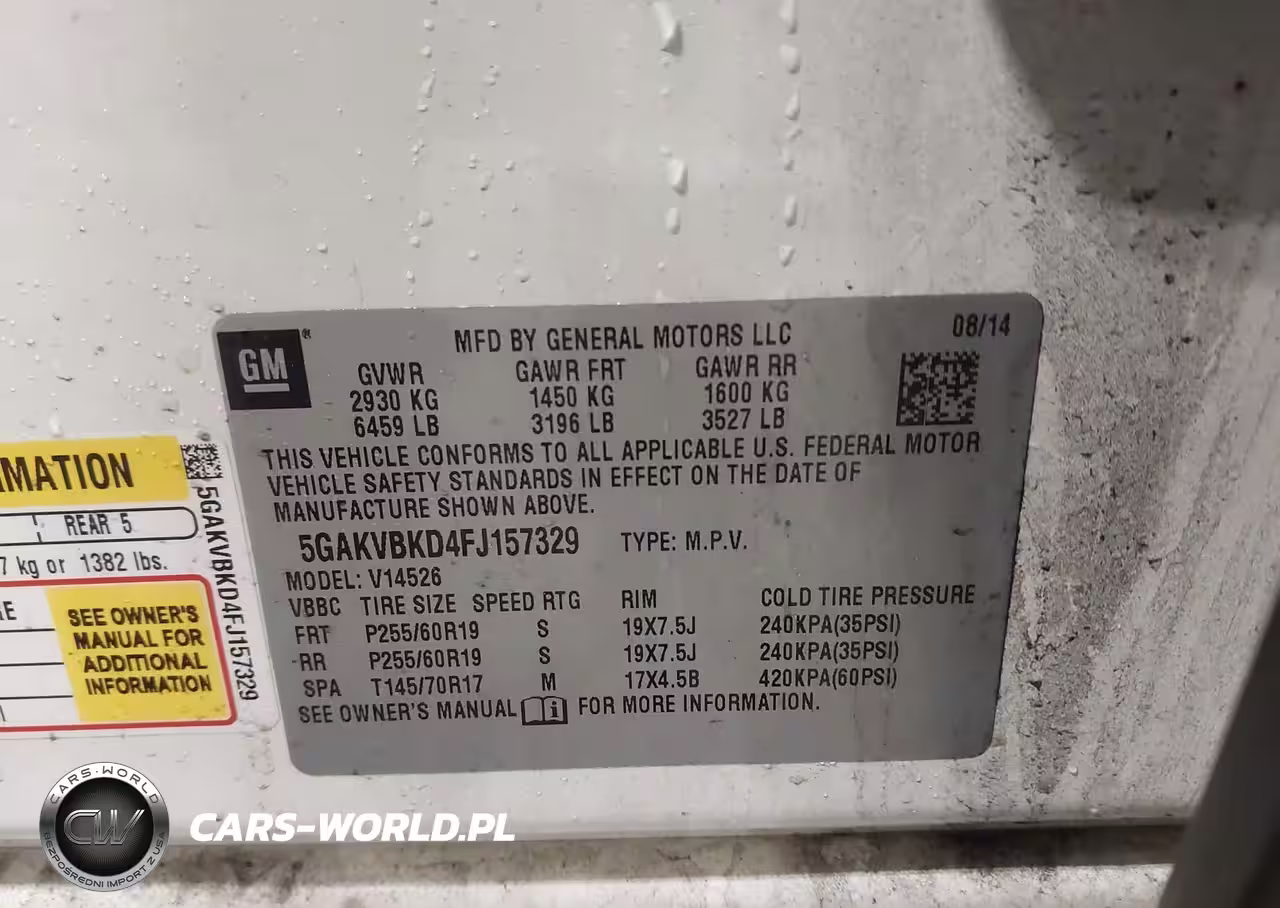 GM ®
MFD BY GENERAL MOTORS LLC
08/14
GVWR GAWR FRT GAWR RR
2930 KG 1450 KG 1600 KG
6459 LB 3196 LB 3527 LB
THIS VEHICLE CONFORMS TO ALL APPLICABLE U.S. FEDERAL MOTOR
VEHICLE SAFETY STANDARDS IN EFFECT ON THE DATE OF
MANUFACTURE SHOWN ABOVE.
5GAKVBKD4FJ157329 TYPE: M.P.V.
MODEL: V14526
VBBC TIRE SIZE SPEED RTG RIM COLD TIRE PRESSURE
FRT P255/60R19 S 19X7.5J 240KPA(35PSI)
RR P255/60R19 S 19X7.5J 240KPA(35PSI)
SPA T145/70R17 M 17X4.5B 420KPA(60PSI)
SEE OWNER'S MANUAL i FOR MORE INFORMATION.
MATION
REAR 5
7 kg or 1382 lbs.
SEE OWNER'S
MANUAL FOR
ADDITIONAL
INFORMATION
5GAKVBKD4FJ157329
CARS-WORLD
CW
BEZPOŚREDNI IMPORT Z USA
CARS-WORLD.PL